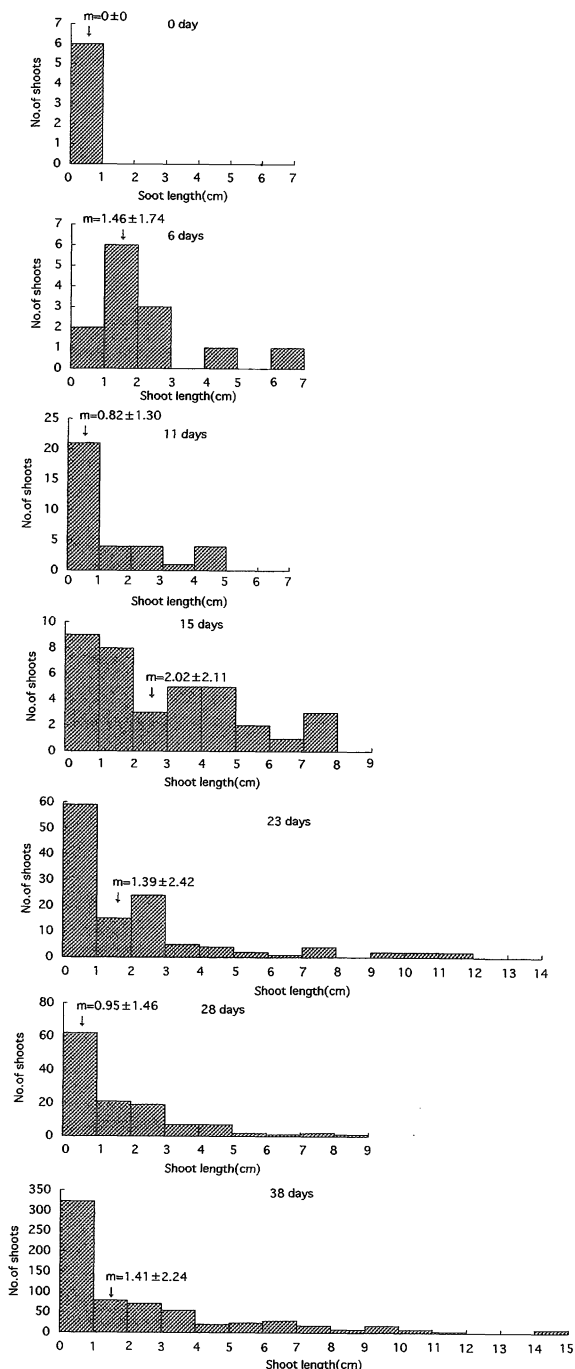 m=0±0
0 day
No.of shoots
7
6
5
4
3
2
1
0
0 1 2 3 4 5 6 7
Soot length(cm)
m=1.46±1.74
6 days
No.of shoots
7
6
5
4
3
2
1
0
0 1 2 3 4 5 6 7
Shoot length(cm)
m=0.82±1.30
11 days
No.of shoots
25
20
15
10
5
0
0 1 2 3 4 5 6 7
Shoot length(cm)
15 days
m=2.02±2.11
No.of shoots
10
8
6
4
2
0
0 1 2 3 4 5 6 7 8 9
Shoot length(cm)
23 days
m=1.39±2.42
No.of shoots
60
50
40
30
20
10
0
0 1 2 3 4 5 6 7 8 9 10 11 12 13 14
Shoot length(cm)
m=0.95±1.46
28 days
No.of shoots
80
60
40
20
0
0 1 2 3 4 5 6 7 8 9
Shoot length(cm)
38 days
m=1.41±2.24
No.of shoots
350
300
250
200
150
100
50
0
0 1 2 3 4 5 6 7 8 9 10 11 12 13 14 15
Shoot length(cm)